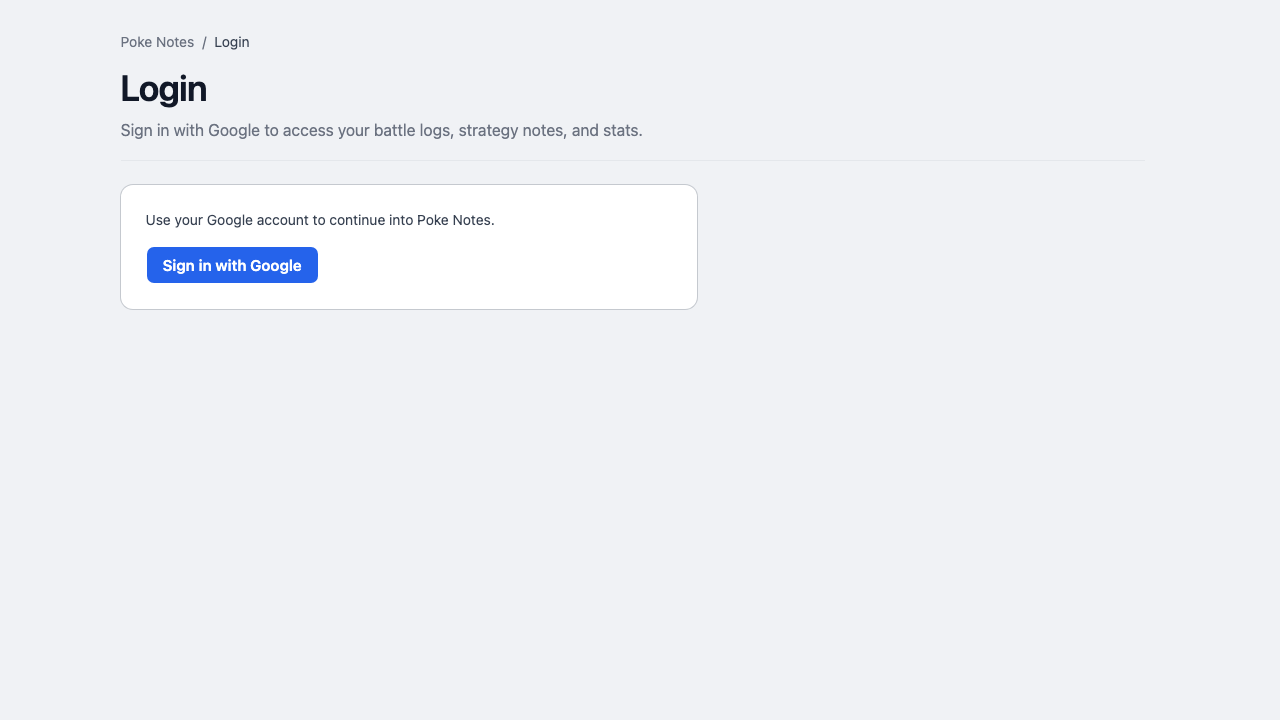 Poke Notes / Login
Login
Sign in with Google to access your battle logs, strategy notes, and stats.
Use your Google account to continue into Poke Notes.
Sign in with Google